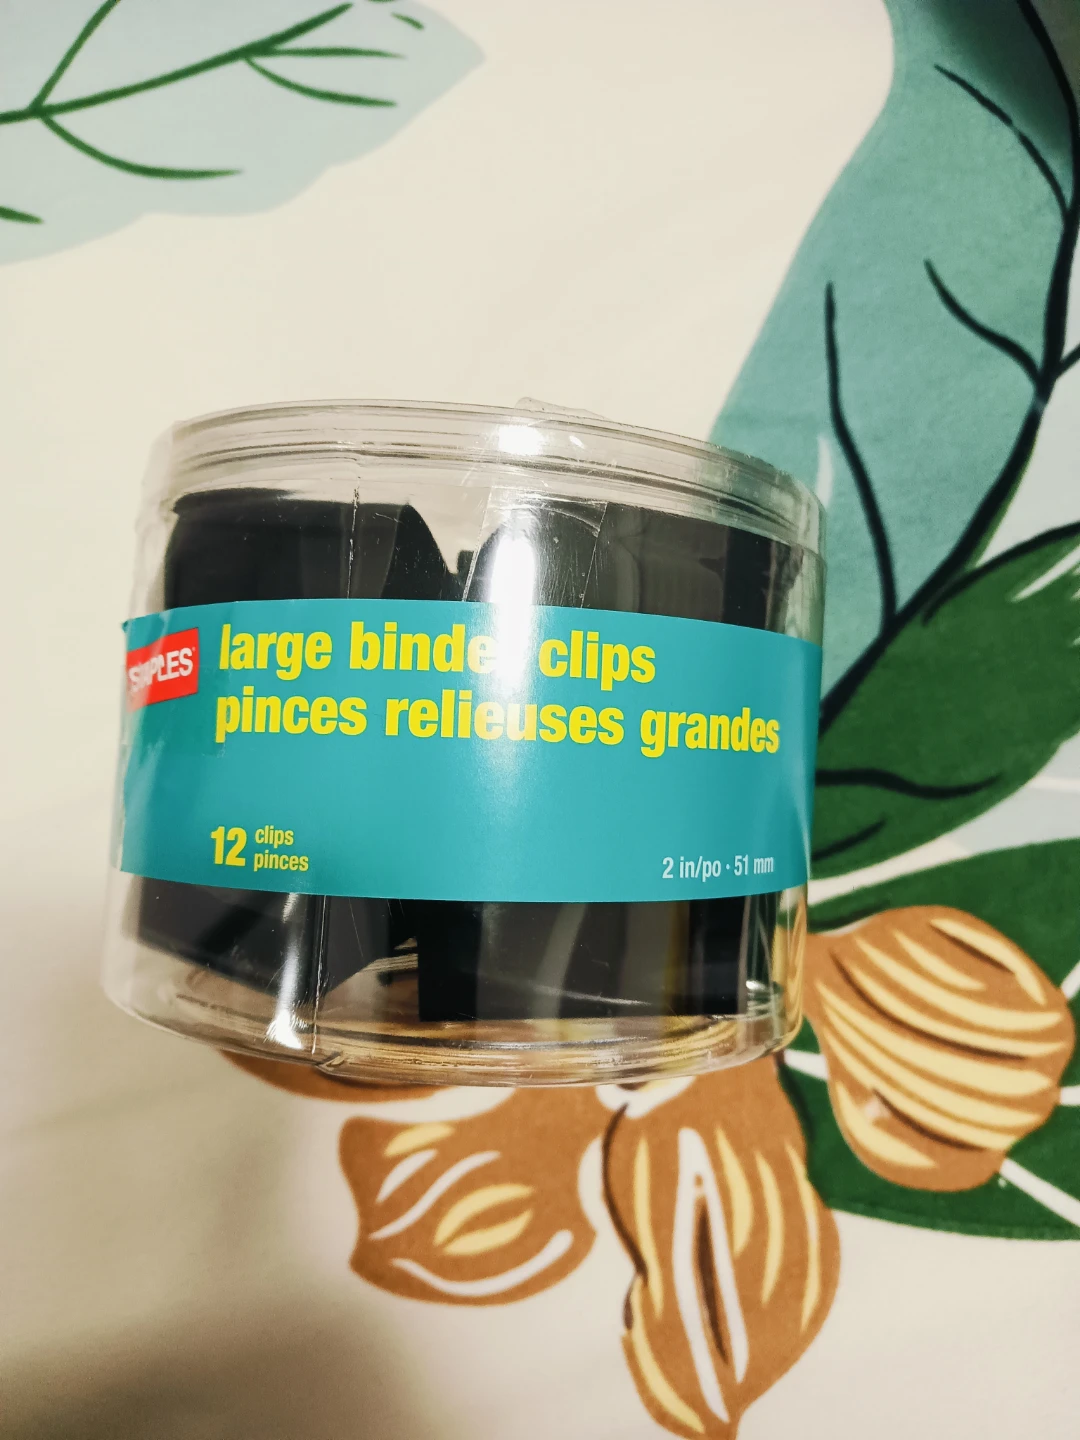 STAPLES
large binder clips
pinces relieuses grandes
12 clips
pinces
2 in/po · 51 mm